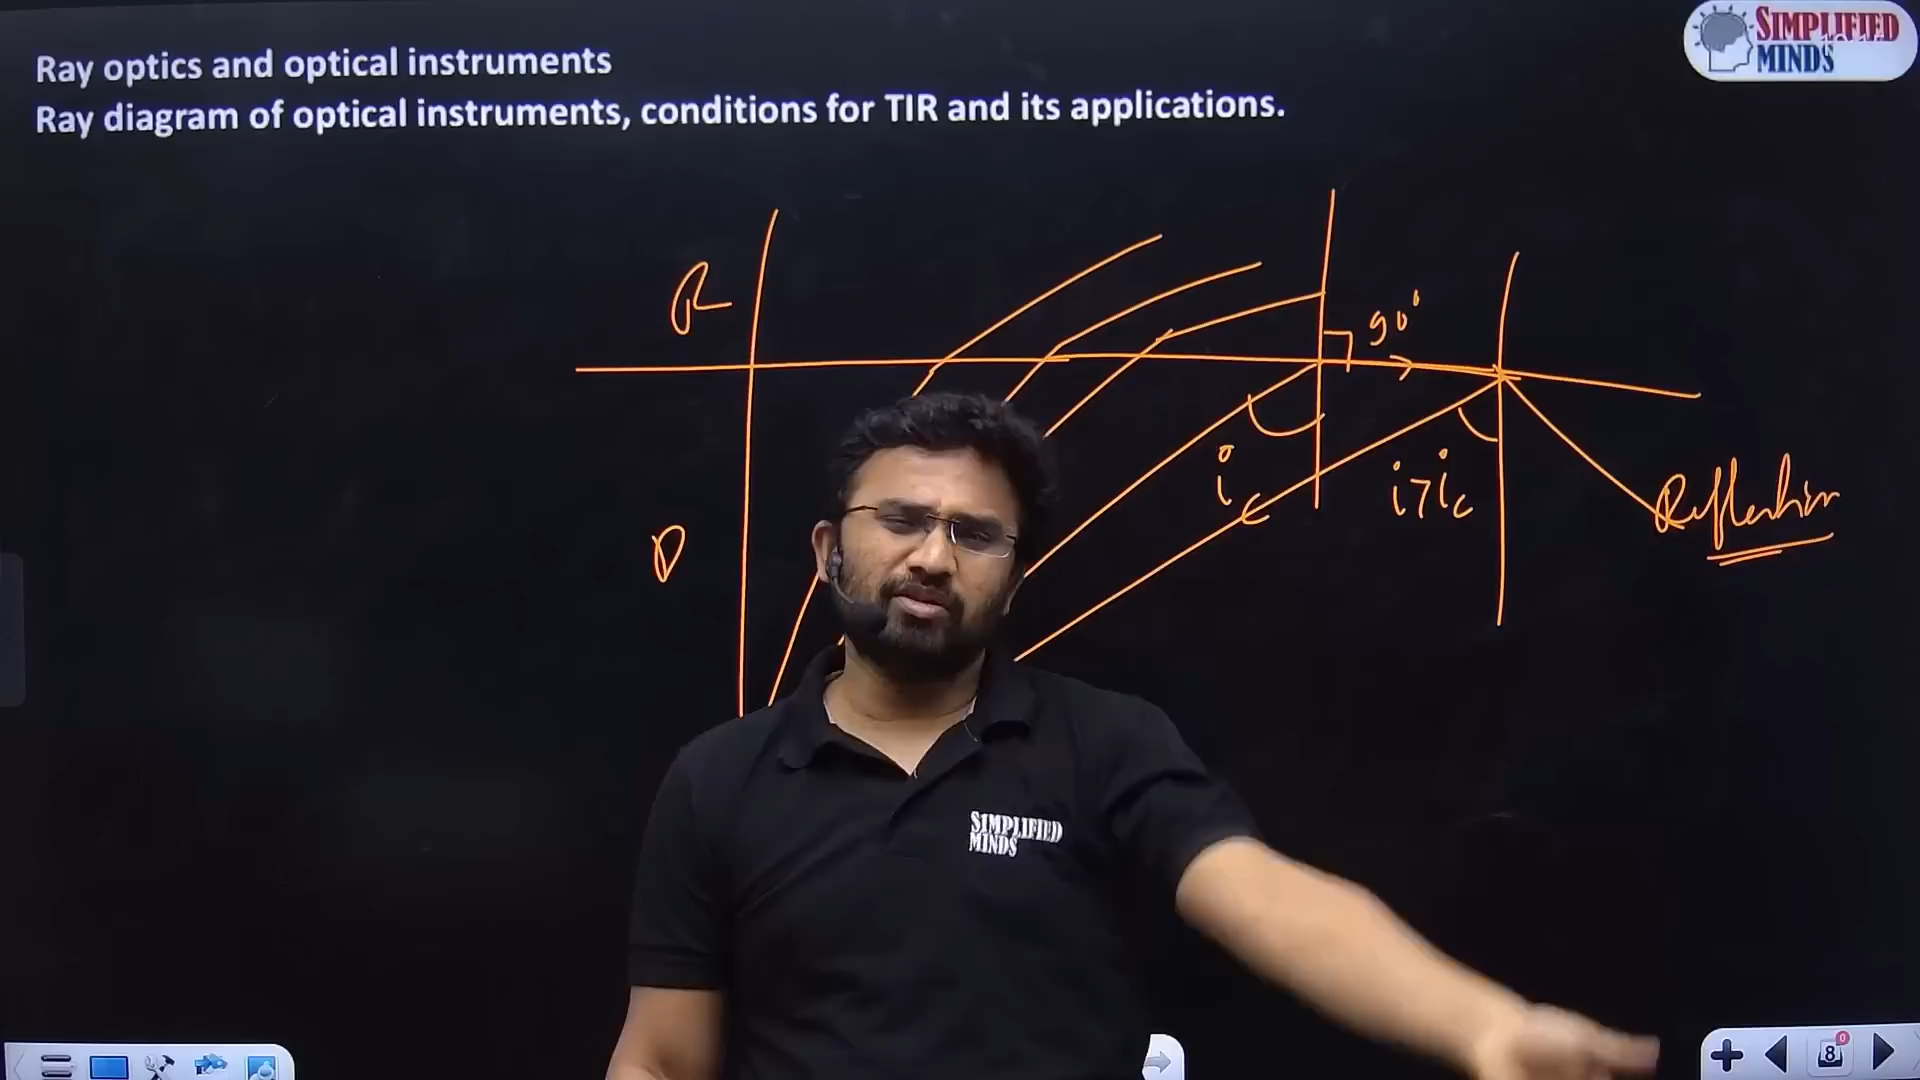 Ray optics and optical instruments
Ray diagram of optical instruments, conditions for TIR and its applications.
SIMPLIFIED
MINDS
R
90°
i c
i>ic
Reflection
D
SIMPLIFIED
MINDS
8
0